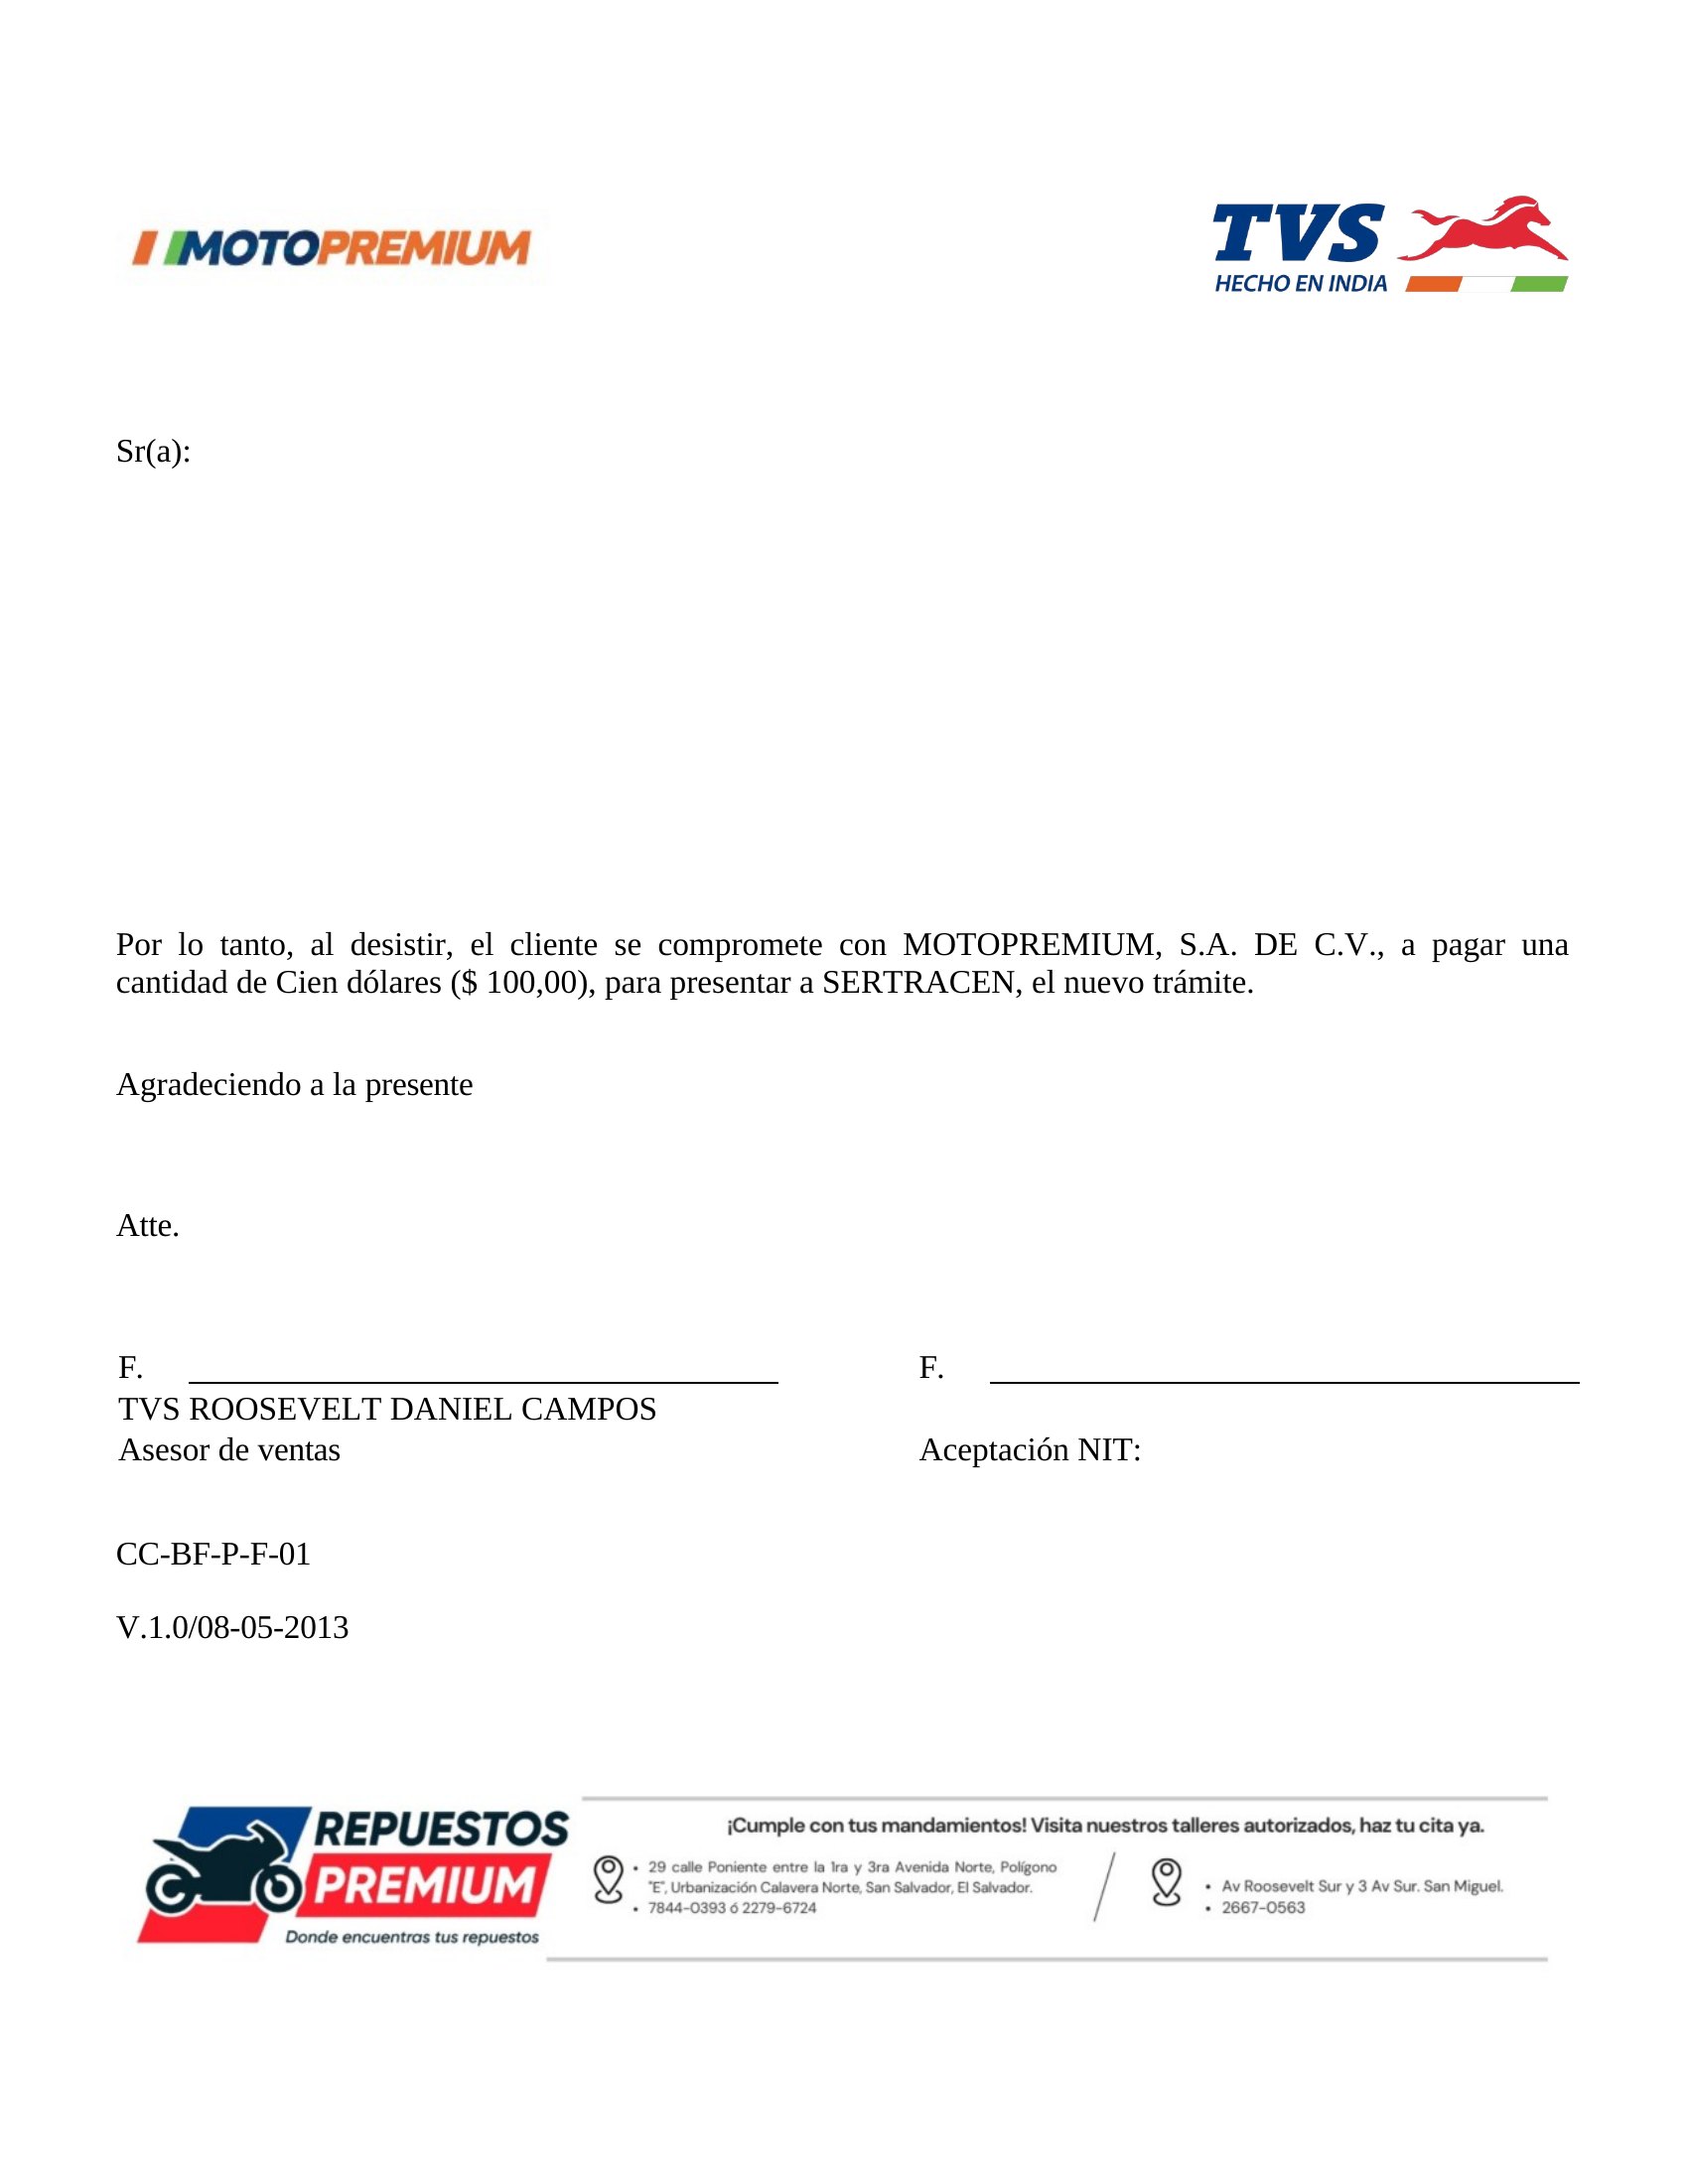 MOTOPREMIUM
TVS
HECHO EN INDIA
Sr(a):
Por lo tanto, al desistir, el cliente se compromete con MOTOPREMIUM, S.A. DE C.V., a pagar una
cantidad de Cien dólares ($ 100,00), para presentar a SERTRACEN, el nuevo trámite.
Agradeciendo a la presente
Atte.
F.
F.
TVS ROOSEVELT DANIEL CAMPOS
Asesor de ventas
Aceptación NIT:
CC-BF-P-F-01
V.1.0/08-05-2013
REPUESTOS
PREMIUM
Donde encuentras tus repuestos
¡Cumple con tus mandamientos! Visita nuestros talleres autorizados, haz tu cita ya.
• 29 calle Poniente entre la 1ra y 3ra Avenida Norte, Polígono
"E", Urbanización Calavera Norte, San Salvador, El Salvador.
• 7844-0393 ó 2279-6724
• Av Roosevelt Sur y 3 Av Sur. San Miguel.
• 2667-0563